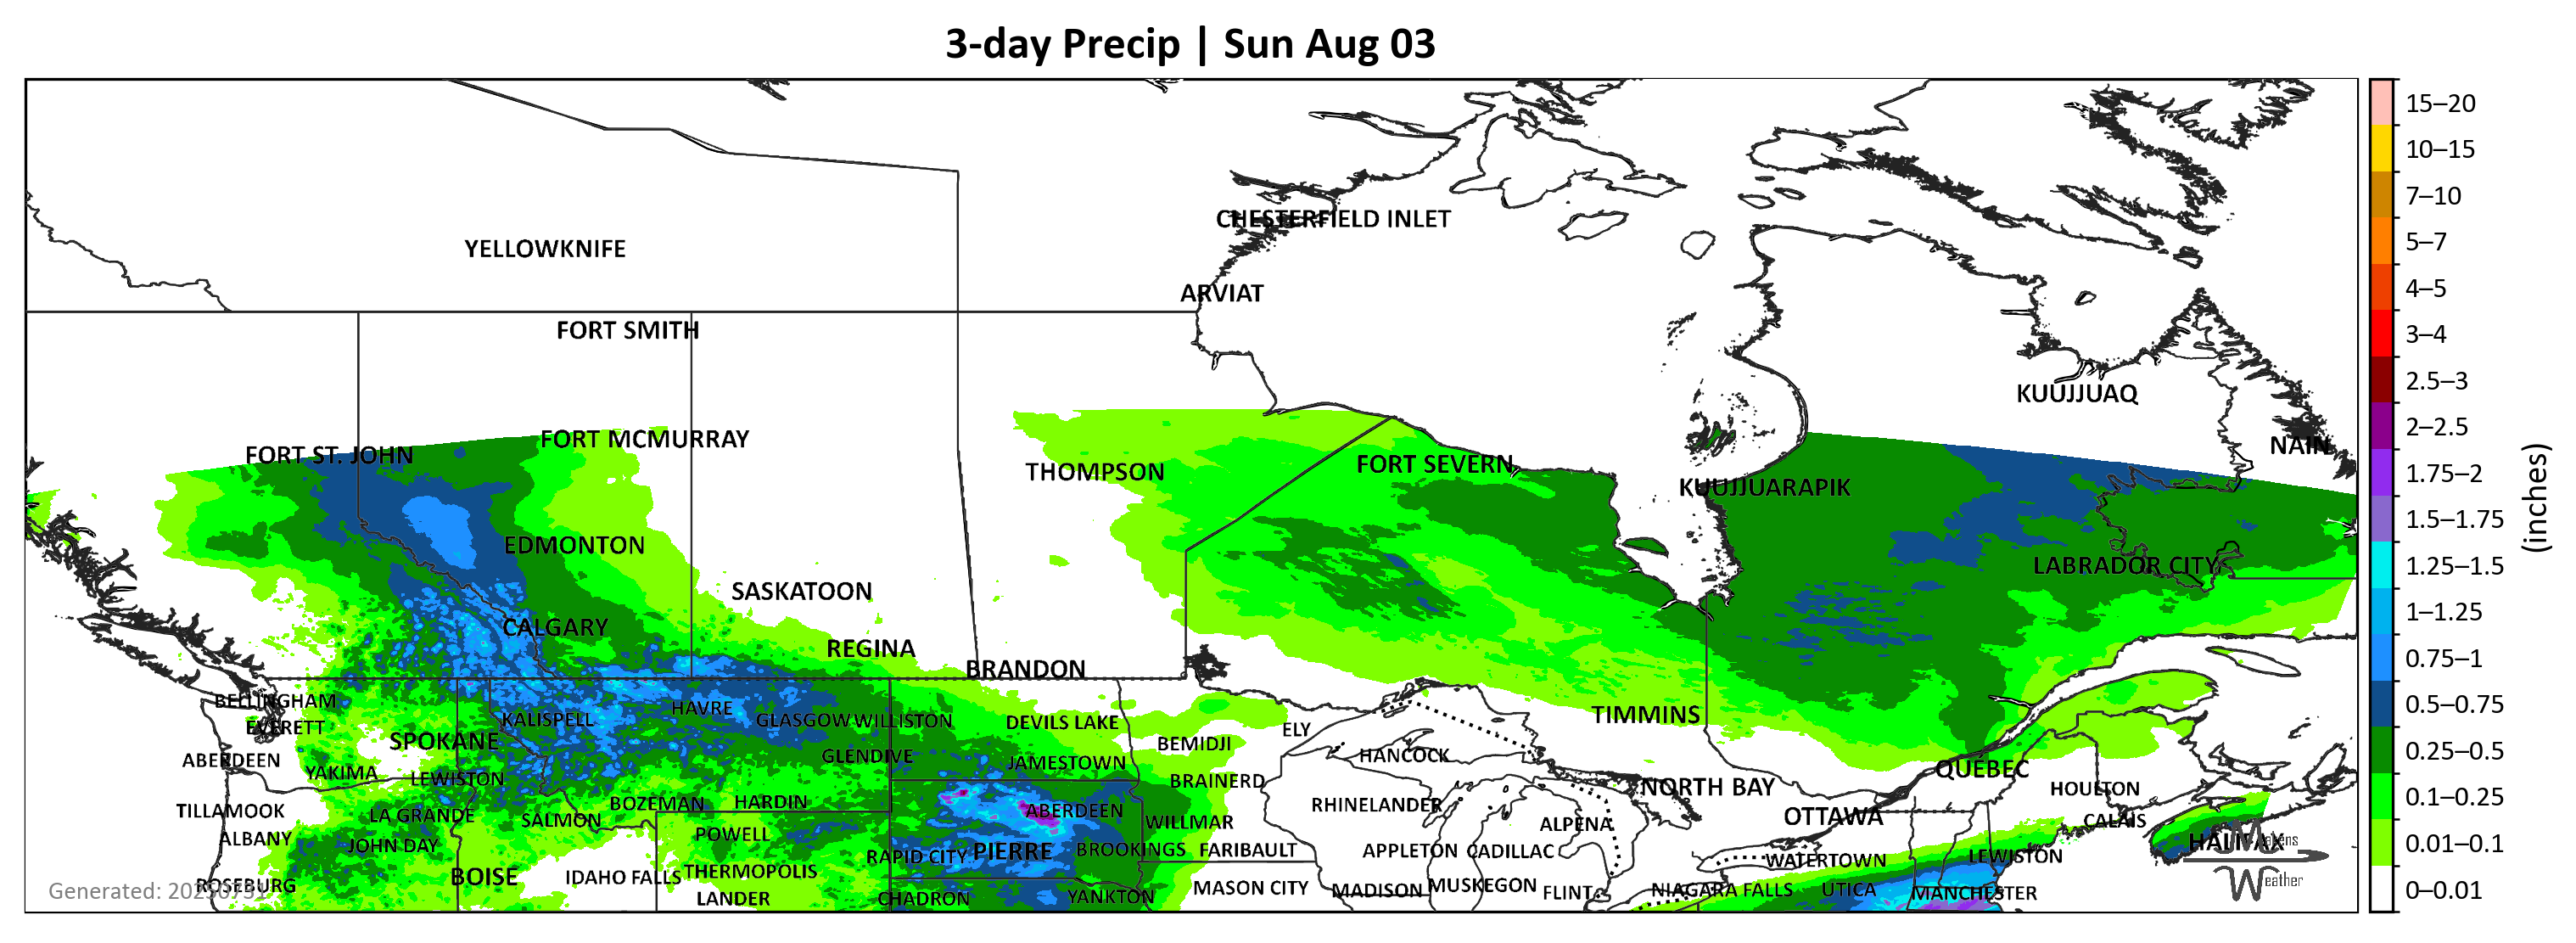 3-day Precip | Sun Aug 03
CHESTERFIELD INLET
YELLOWKNIFE
ARVIAT
FORT SMITH
KUUJJUAQ
FORT MCMURRAY
NAIN
FORT ST. JOHN
FORT SEVERN
THOMPSON
KUUJJUARAPIK
EDMONTON
LABRADOR CITY
SASKATOON
CALGARY
REGINA
BRANDON
BELLINGHAM
HAVRE
TIMMINS
KALISPELL
GLASGOW WILLISTON
DEVILS LAKE
EVERETT
ELY
SPOKANE
BEMIDJI
ABERDEEN
GLENDIVE
HANCOCK
JAMESTOWN
QUÉBEC
YAKIMA
LEWISTON
BRAINERD
NORTH BAY
HOULTON
BOZEMAN
HARDIN
RHINELANDER
TILLAMOOK
ABERDEEN
LA GRANDE
OTTAWA
SALMON
WILLMAR
ALPENA
CALAIS
POWELL
ALBANY
HALIFAX
JOHN DAY
PIERRE
BROOKINGS
FARIBAULT
APPLETON
CADILLAC
RAPID CITY
LEWISTON
WATERTOWN
THERMOPOLIS
BOISE
IDAHO FALLS
ROSEBURG
MASON CITY
MADISON
MUSKEGON
FLINT
NIAGARA FALLS
UTICA
MANCHESTER
LANDER
CHADRON
YANKTON
Generated:
Weather
15–20
10–15
7–10
5–7
4–5
3–4
2.5–3
2–2.5
1.75–2
1.5–1.75
1.25–1.5
1–1.25
0.75–1
0.5–0.75
0.25–0.5
0.1–0.25
0.01–0.1
0–0.01
(inches)